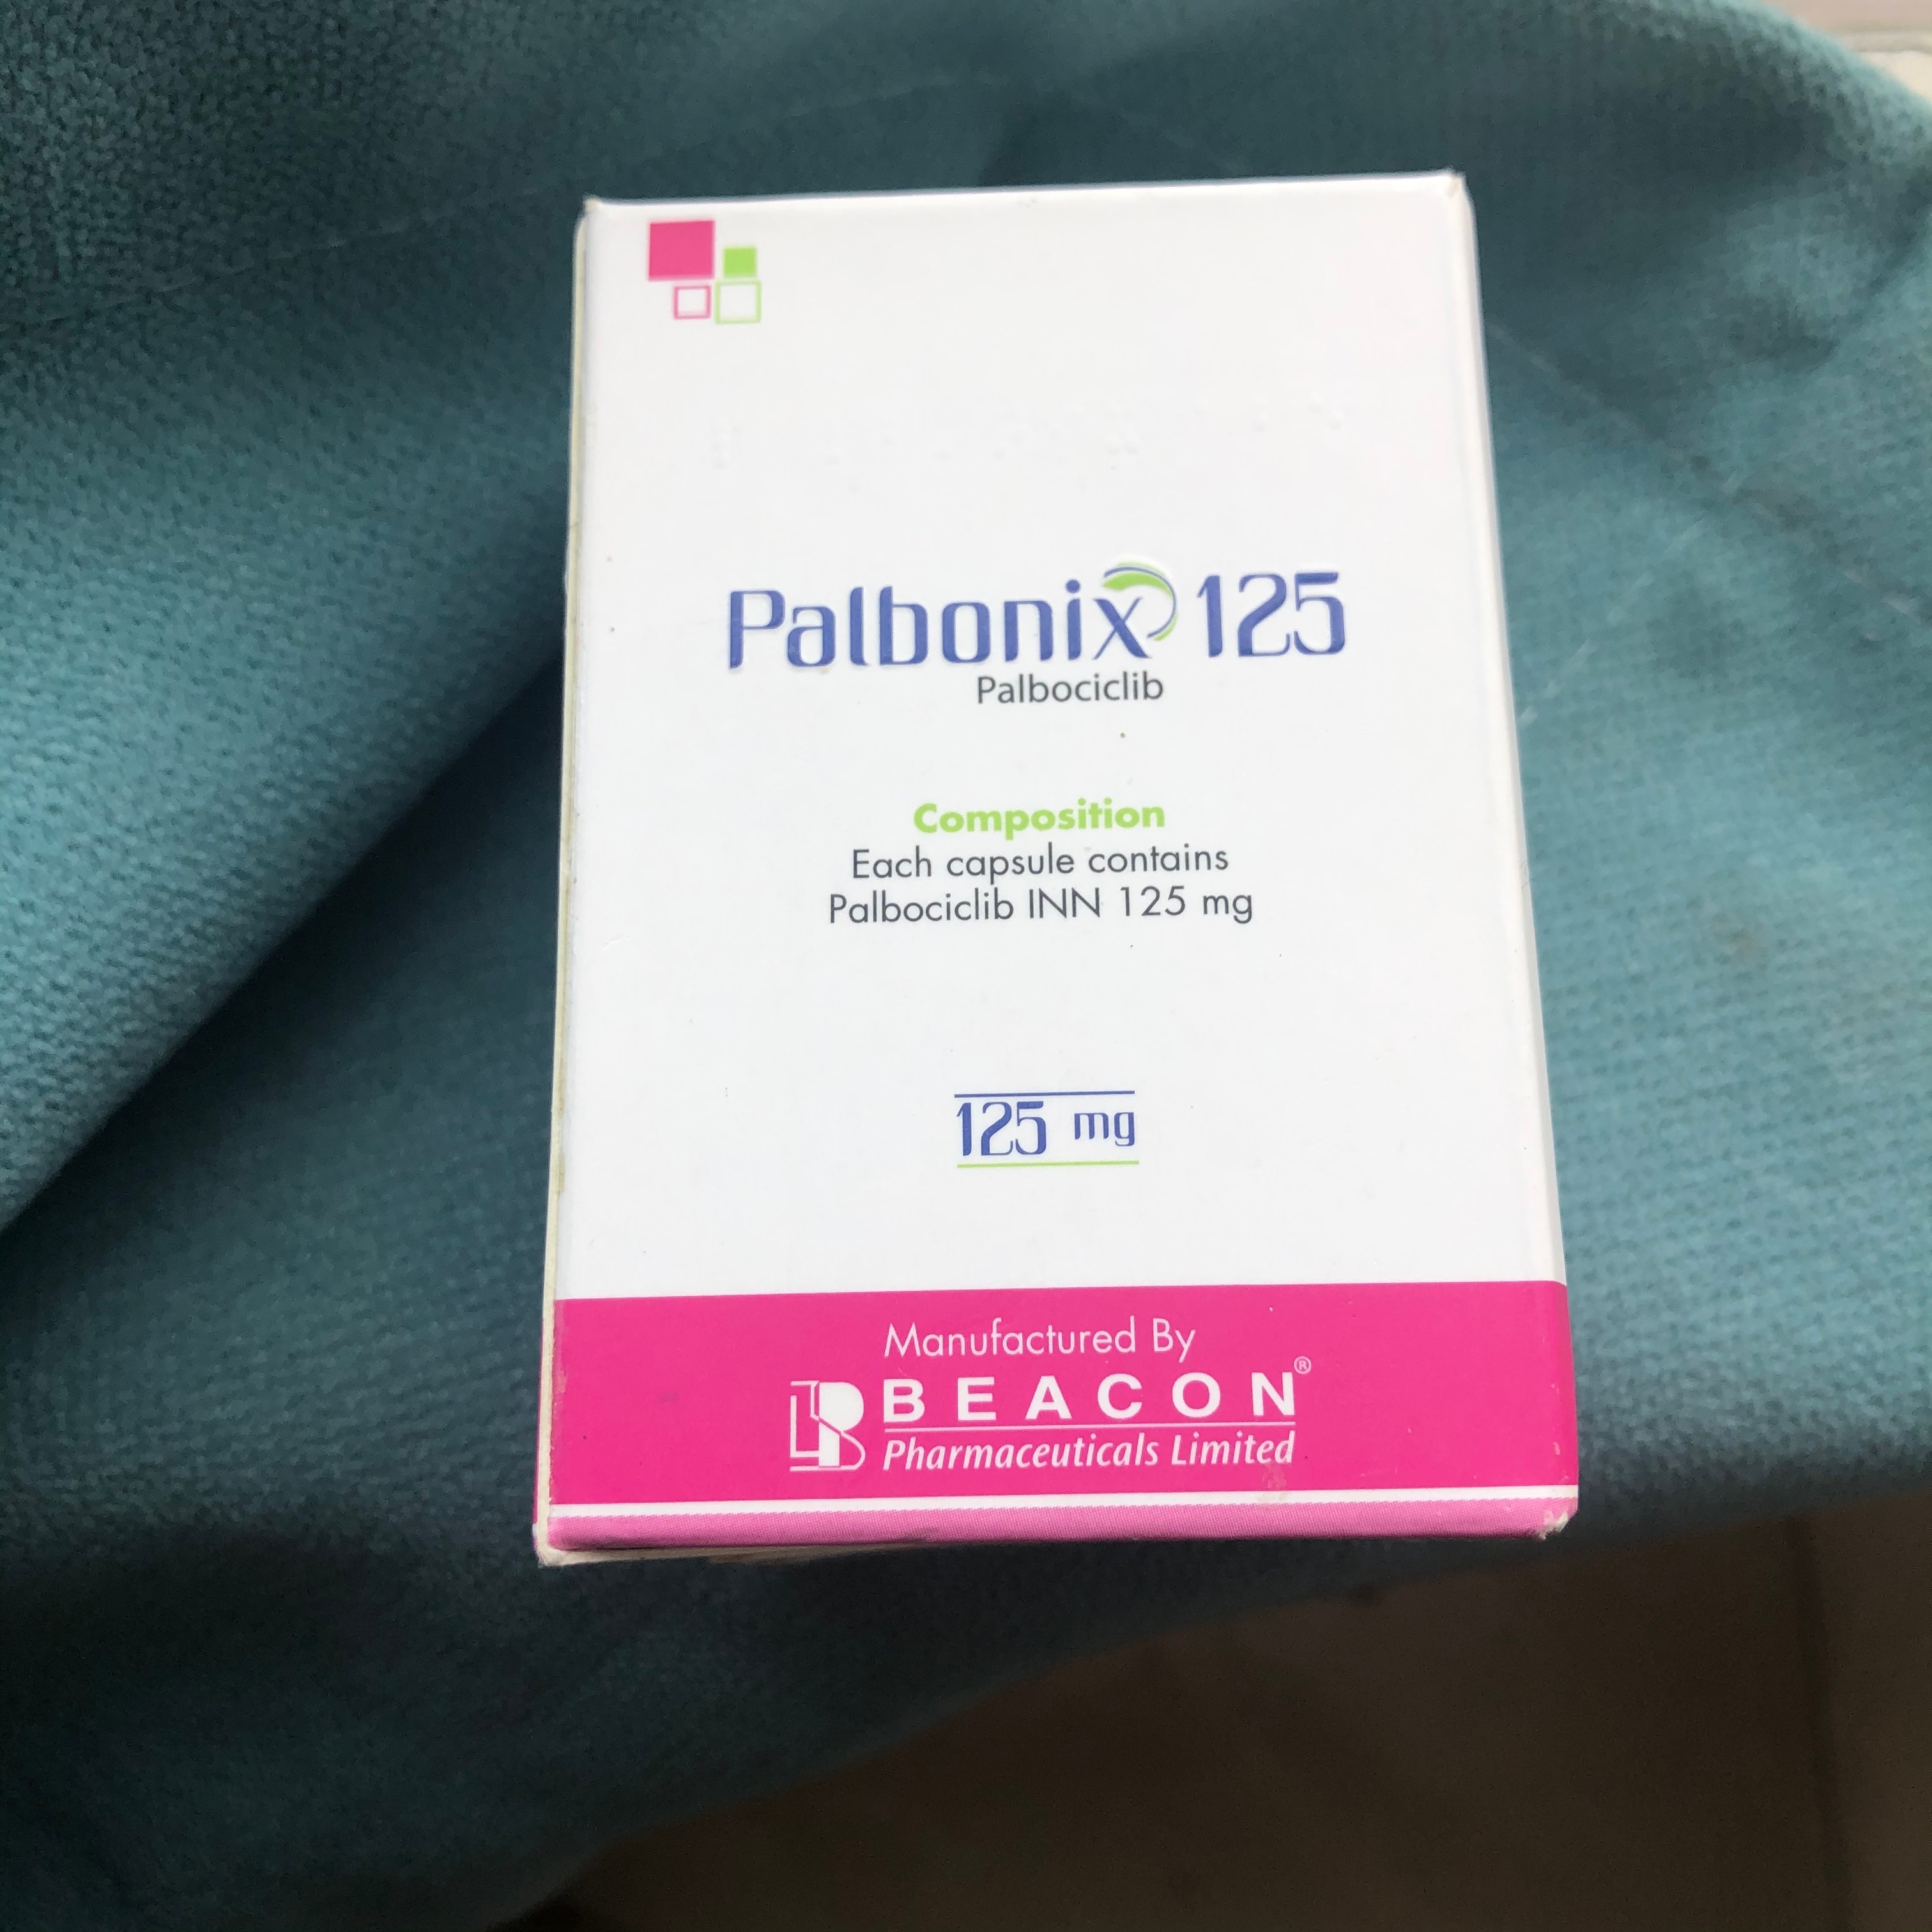 Palbonix 125
Palbociclib
Composition
Each capsule contains
Palbociclib INN 125 mg
125 mg
Manufactured By
BEACON®
Pharmaceuticals Limited